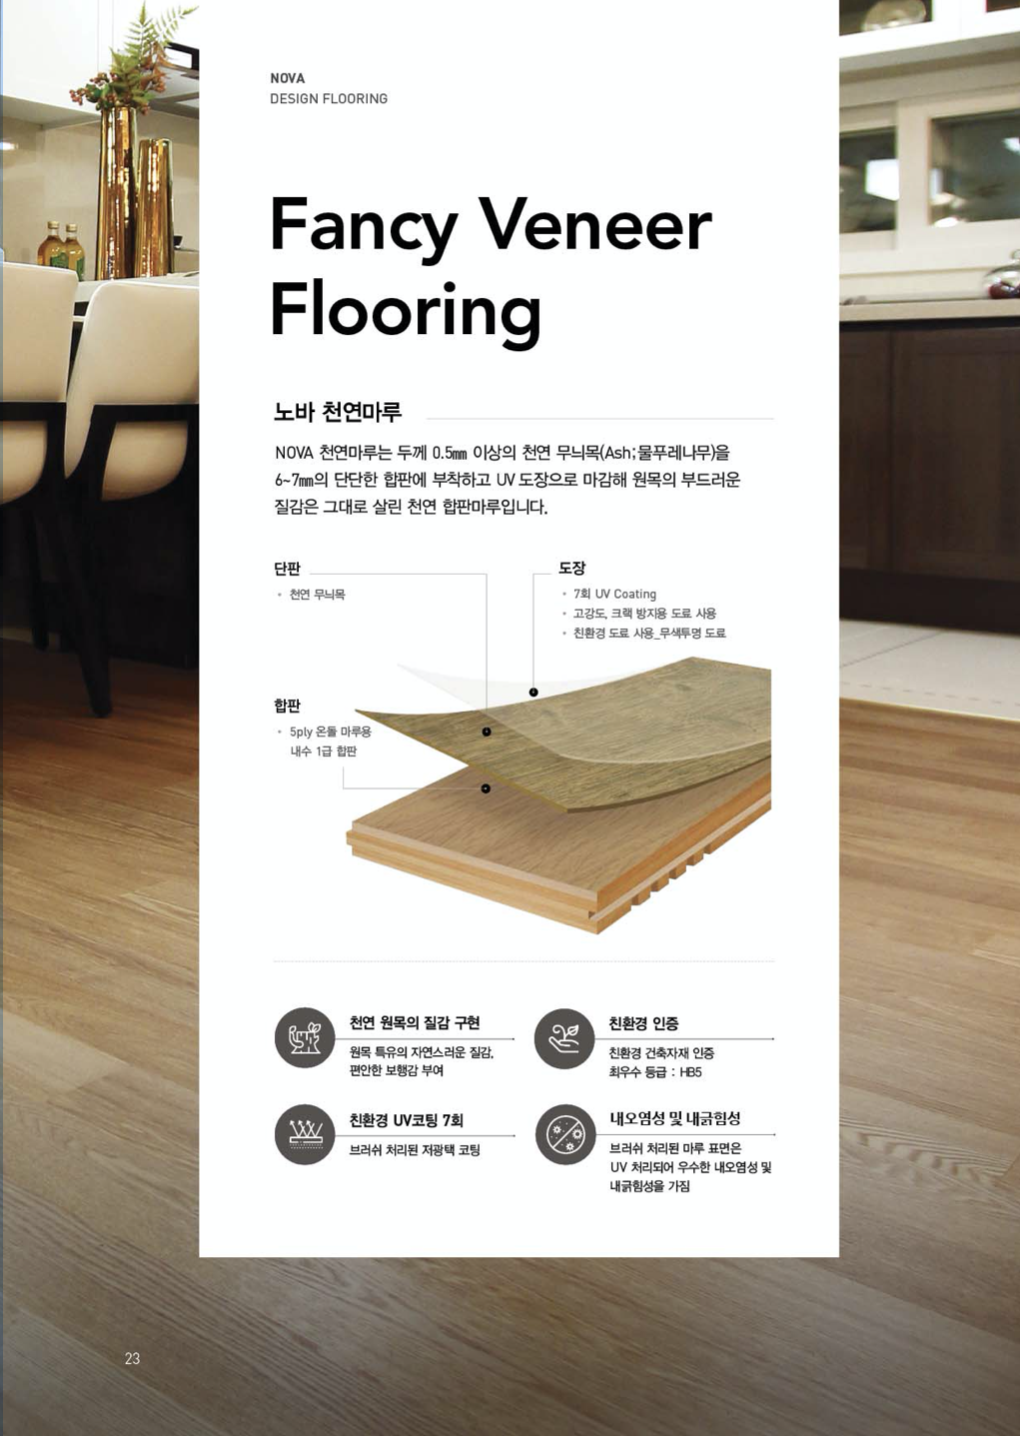 NOVA
DESIGN FLOORING
Fancy Veneer
Flooring
노바 천연마루
NOVA 천연마루는 두께 0.5㎜ 이상의 천연 무늬목(Ash;물푸레나무)을
6~7㎜의 단단한 합판에 부착하고 UV 도장으로 마감해 원목의 부드러운
질감은 그대로 살린 천연 합판마루입니다.
단판
• 천연 무늬목
도장
• 7회 UV Coating
• 고강도, 크랙 방지용 도료 사용
• 친환경 도료 사용_무색투명 도료
합판
• 5ply 온돌 마루용
내수 1급 합판
천연 원목의 질감 구현
원목 특유의 자연스러운 질감,
편안한 보행감 부여
친환경 인증
친환경 건축자재 인증
최우수 등급 : HB5
친환경 UV코팅 7회
브러쉬 처리된 저광택 코팅
내오염성 및 내긁힘성
브러쉬 처리된 마루 표면은
UV 처리되어 우수한 내오염성 및
내긁힘성을 가짐
23